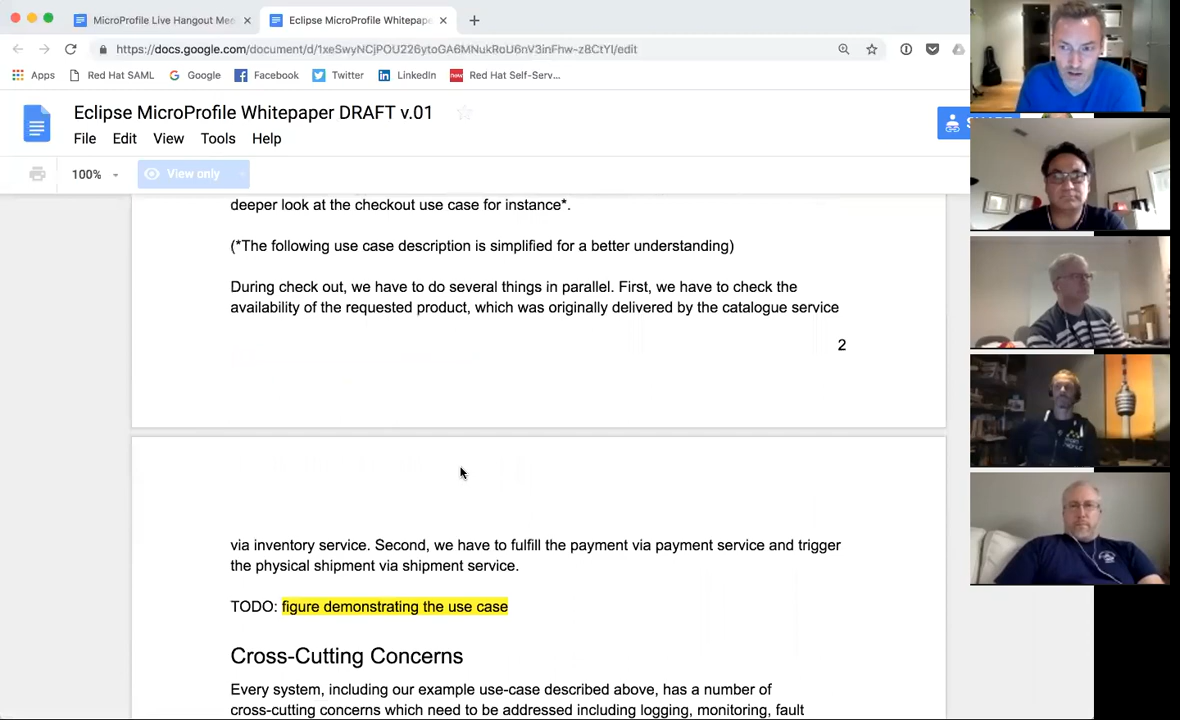 MicroProfile Live Hangout Mee
Eclipse MicroProfile Whitepape
https://docs.google.com/document/d/1xeSwyNCjPOU226ytoGA6MNukRoU6nV3inFhw-z8CtYI/edit
Apps
Red Hat SAML
Google
Facebook
Twitter
LinkedIn
Red Hat Self-Serv...
Eclipse MicroProfile Whitepaper DRAFT v.01
File Edit View Tools Help
100%
View only
deeper look at the checkout use case for instance*.
(*The following use case description is simplified for a better understanding)
During check out, we have to do several things in parallel. First, we have to check the
availability of the requested product, which was originally delivered by the catalogue service
2
via inventory service. Second, we have to fulfill the payment via payment service and trigger
the physical shipment via shipment service.
TODO: figure demonstrating the use case
Cross-Cutting Concerns
Every system, including our example use-case described above, has a number of
cross-cutting concerns which need to be addressed including logging, monitoring, fault